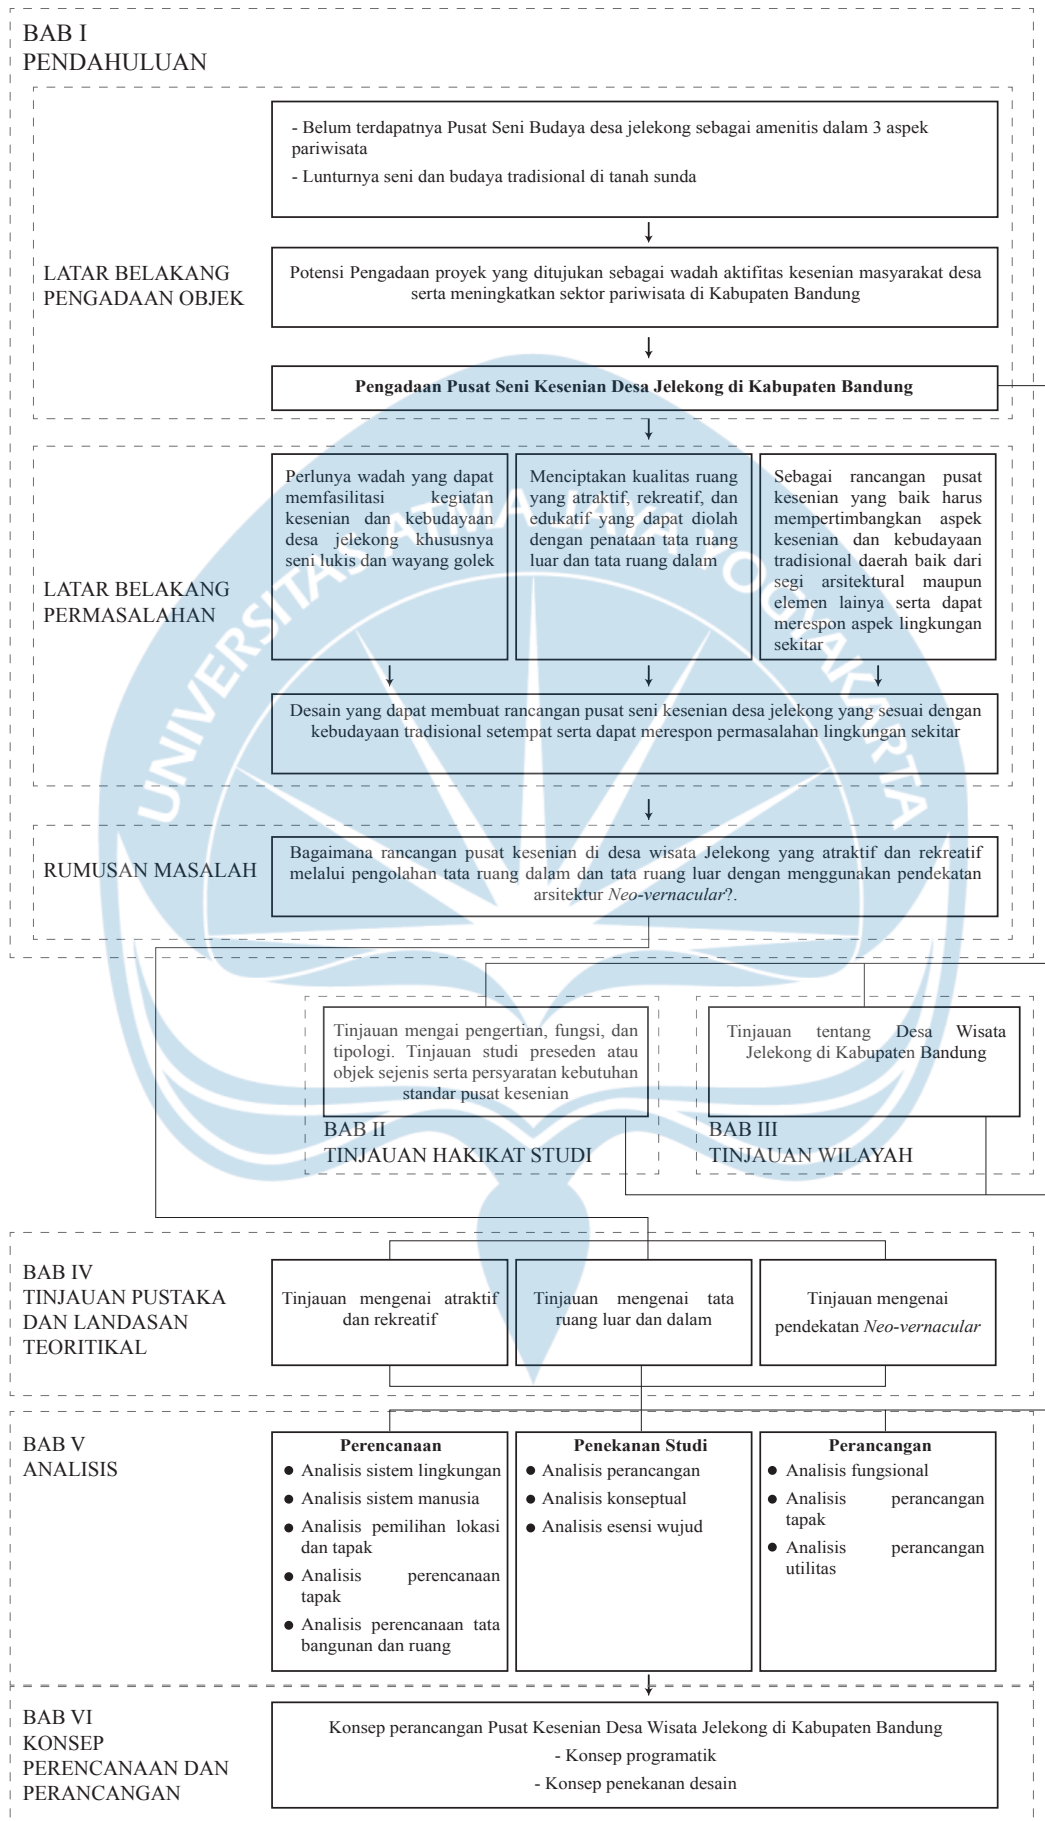 BAB I
PENDAHULUAN
- Belum terdapatnya Pusat Seni Budaya desa jelekong sebagai amenitis dalam 3 aspek
pariwisata
- Lunturnya seni dan budaya tradisional di tanah sunda
LATAR BELAKANG
PENGADAAN OBJEK
Potensi Pengadaan proyek yang ditujukan sebagai wadah aktifitas kesenian masyarakat desa
serta meningkatkan sektor pariwisata di Kabupaten Bandung
Pengadaan Pusat Seni Kesenian Desa Jelekong di Kabupaten Bandung
LATAR BELAKANG
PERMASALAHAN
Perlunya wadah yang dapat
memfasilitasi kegiatan
kesenian dan kebudayaan
desa jelekong khususnya
seni lukis dan wayang golek
Menciptakan kualitas ruang
yang atraktif, rekreatif, dan
edukatif yang dapat diolah
dengan penataan tata ruang
luar dan tata ruang dalam
Sebagai rancangan pusat
kesenian yang baik harus
mempertimbangkan aspek
kesenian dan kebudayaan
tradisional daerah baik dari
segi arsitektural maupun
elemen lainya serta dapat
merespon aspek lingkungan
sekitar
Desain yang dapat membuat rancangan pusat seni kesenian desa jelekong yang sesuai dengan
kebudayaan tradisional setempat serta dapat merespon permasalahan lingkungan sekitar
RUMUSAN MASALAH
Bagaimana rancangan pusat kesenian di desa wisata Jelekong yang atraktif dan rekreatif
melalui pengolahan tata ruang dalam dan tata ruang luar dengan menggunakan pendekatan
arsitektur Neo-vernacular?.
Tinjauan mengai pengertian, fungsi, dan
tipologi. Tinjauan studi preseden atau
objek sejenis serta persyaratan kebutuhan
standar pusat kesenian
BAB II
TINJAUAN HAKIKAT STUDI
Tinjauan tentang Desa Wisata
Jelekong di Kabupaten Bandung
BAB III
TINJAUAN WILAYAH
BAB IV
TINJAUAN PUSTAKA
DAN LANDASAN
TEORITIKAL
Tinjauan mengenai atraktif
dan rekreatif
Tinjauan mengenai tata
ruang luar dan dalam
Tinjauan mengenai
pendekatan Neo-vernacular
BAB V
ANALISIS
Perencanaan
● Analisis sistem lingkungan
● Analisis sistem manusia
● Analisis pemilihan lokasi
dan tapak
● Analisis perencanaan
tapak
● Analisis perencanaan tata
bangunan dan ruang
Penekanan Studi
● Analisis perancangan
● Analisis konseptual
● Analisis esensi wujud
Perancangan
● Analisis fungsional
● Analisis perancangan
tapak
● Analisis perancangan
utilitas
BAB VI
KONSEP
PERENCANAAN DAN
PERANCANGAN
Konsep perancangan Pusat Kesenian Desa Wisata Jelekong di Kabupaten Bandung
- Konsep programatik
- Konsep penekanan desain
UNIVERSITAS ATMA JAYA YOGYAKARTA